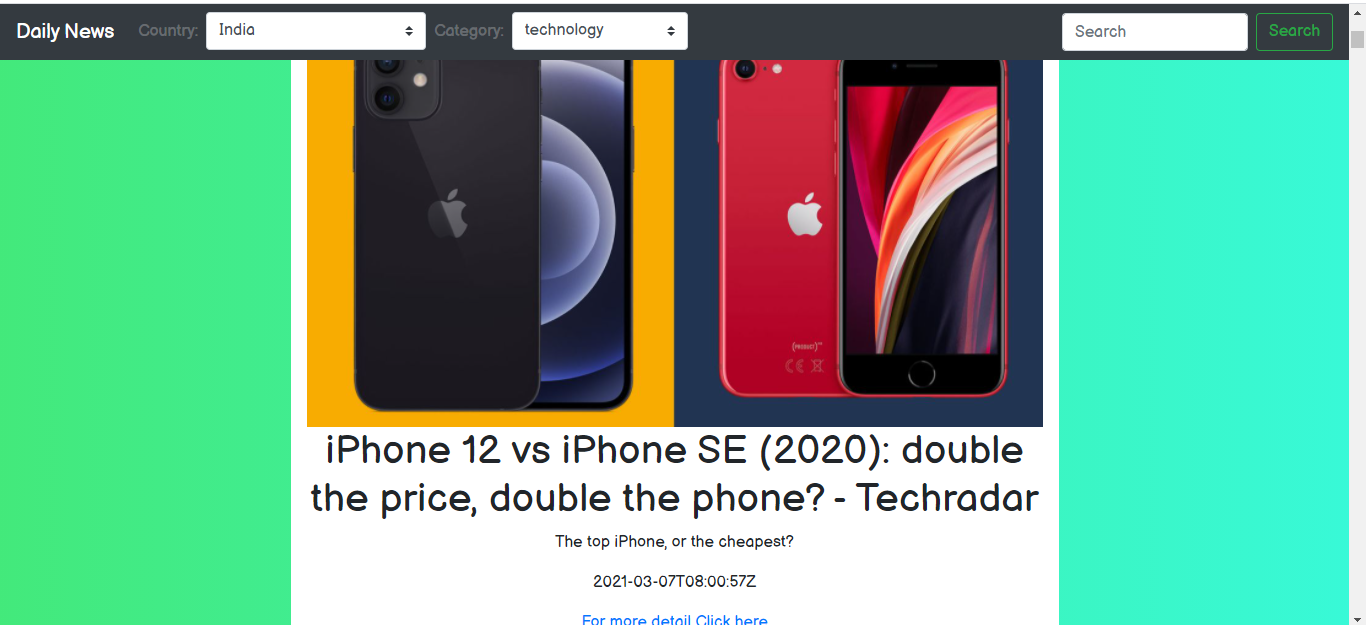 Daily News Country: India Category: technology Search Search
(PRODUCT)
iPhone 12 vs iPhone SE (2020): double
the price, double the phone? - Techradar
The top iPhone, or the cheapest?
2021-03-07T08:00:57Z
For more detail Click here